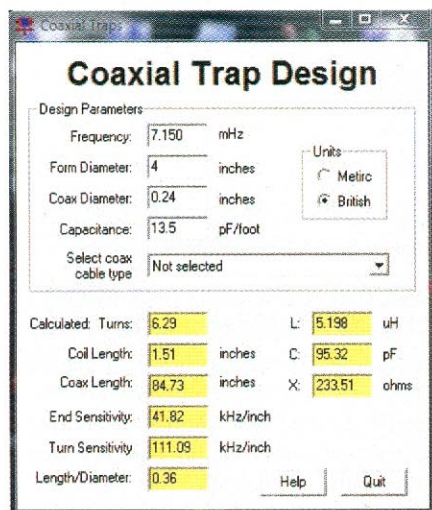 Coaxial Traps
Coaxial Trap Design
Design Parameters
Frequency: 7.150 mHz
Form Diameter: 4 inches
Coax Diameter: 0.24 inches
Capacitance: 13.5 pF/foot
Units
Metirc
British
Select coax
cable type
Not selected
Calculated: Turns: 6.29
L: 5.198 uH
Coil Length: 1.51 inches
C: 95.32 pF
Coax Length: 84.73 inches
X: 233.51 ohms
End Sensitivity: 41.82 kHz/inch
Turn Sensitivity 111.09 kHz/inch
Length/Diameter: 0.36
Help
Quit